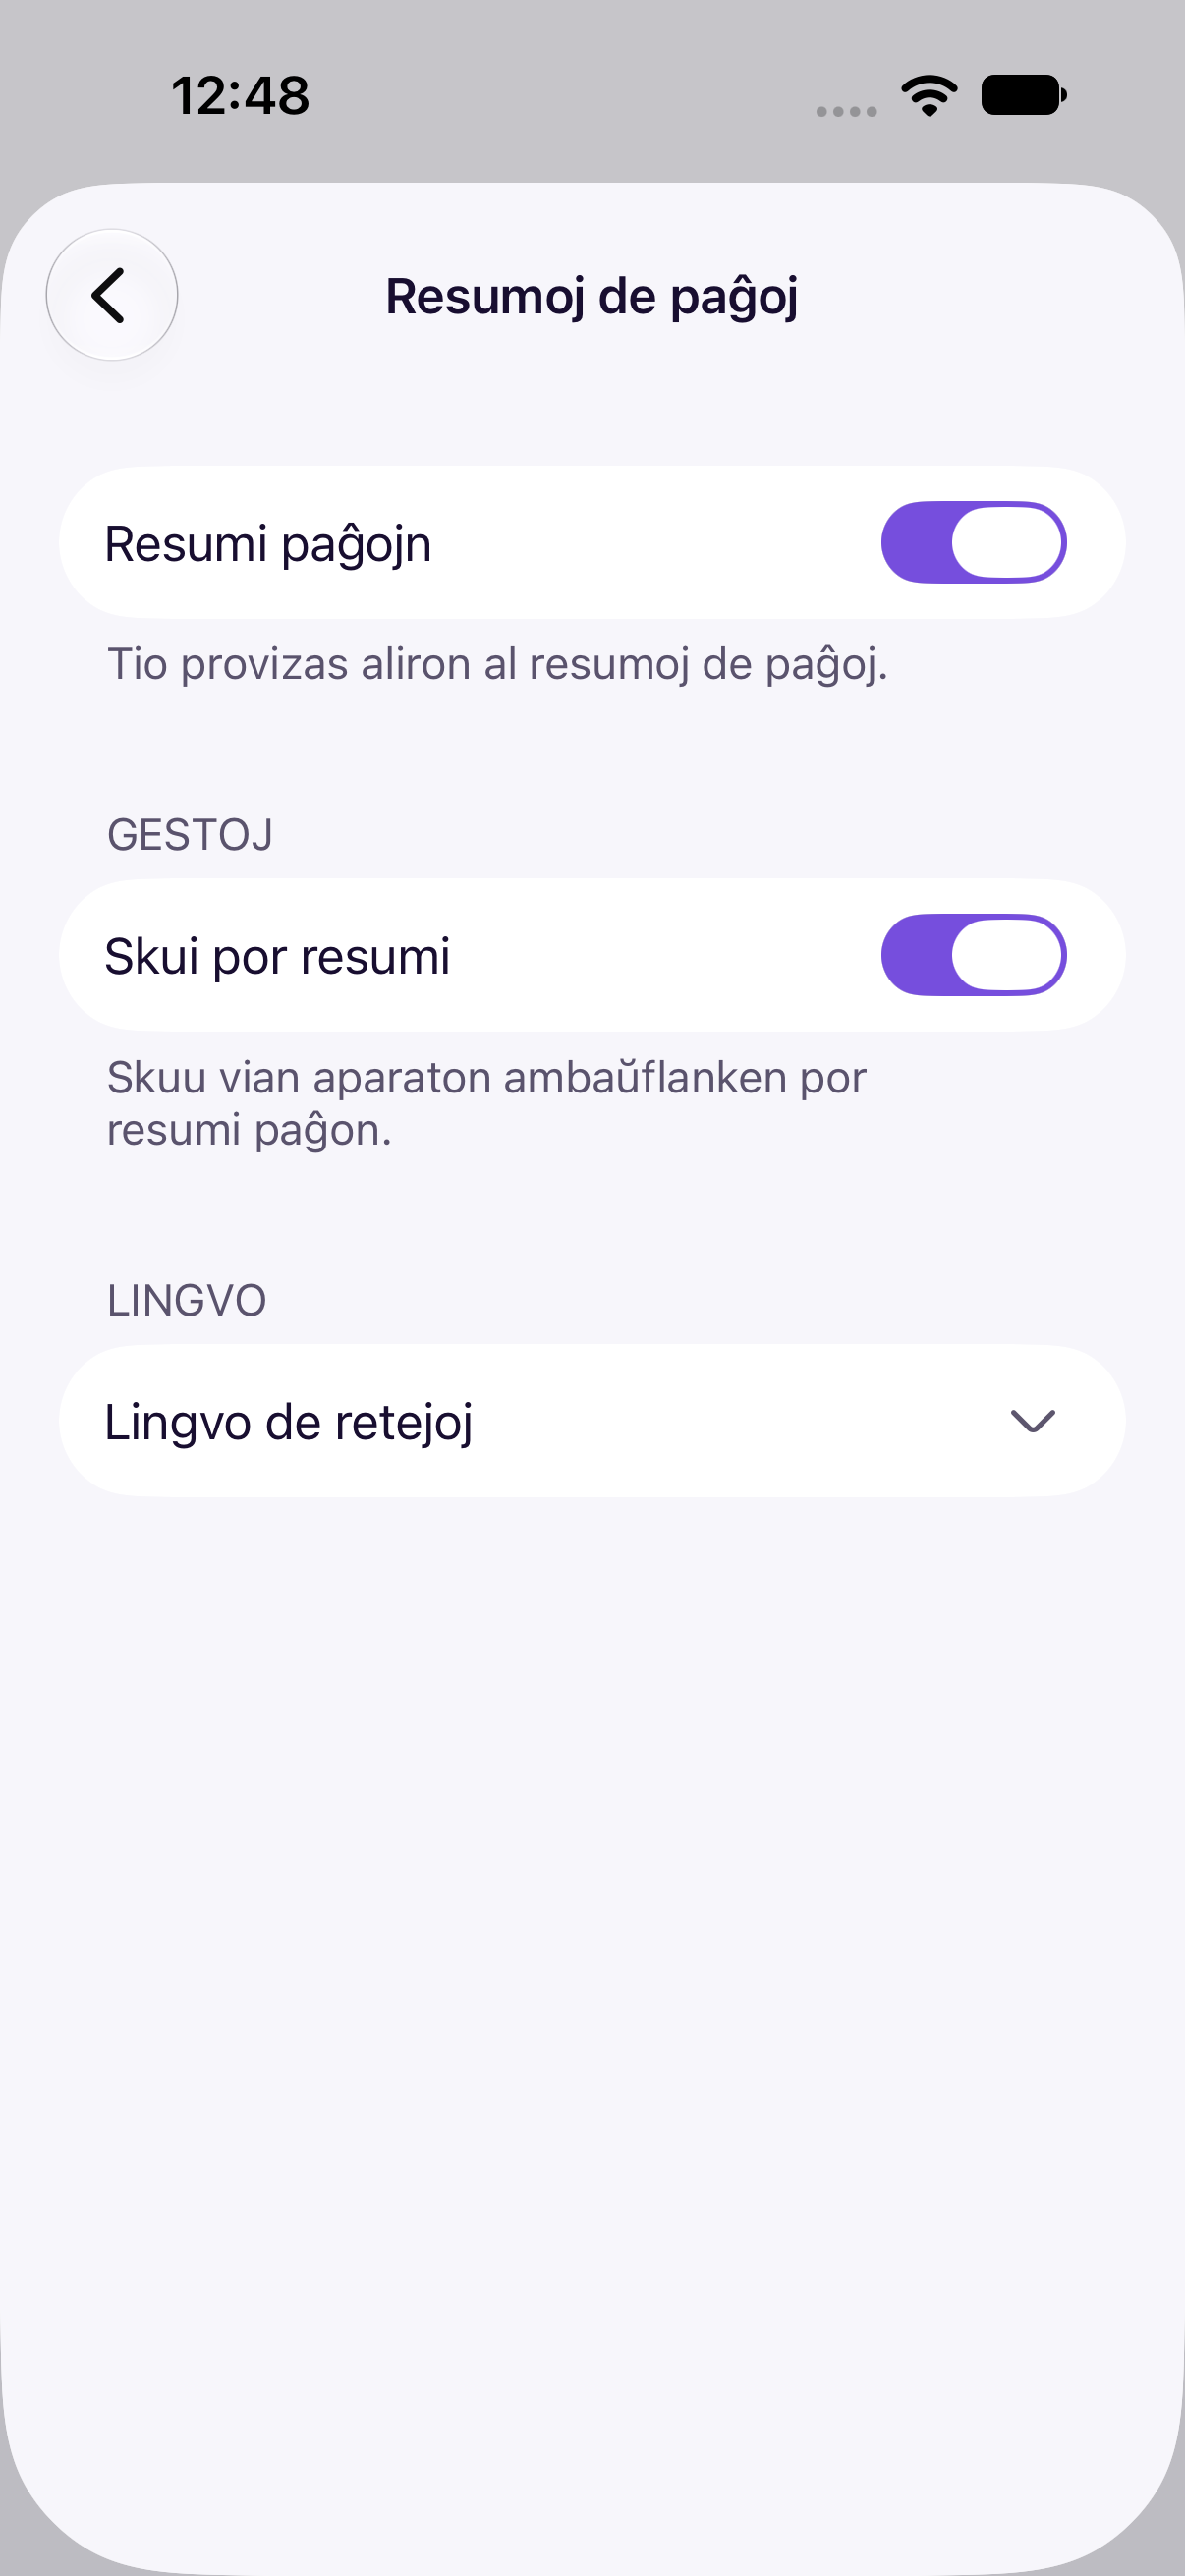 12:48
Resumoj de paĝoj
Resumi paĝojn
Tio provizas aliron al resumoj de paĝoj.
GESTOJ
Skui por resumi
Skuu vian aparaton ambaŭflanken por
resumi paĝon.
LINGVO
Lingvo de retejoj